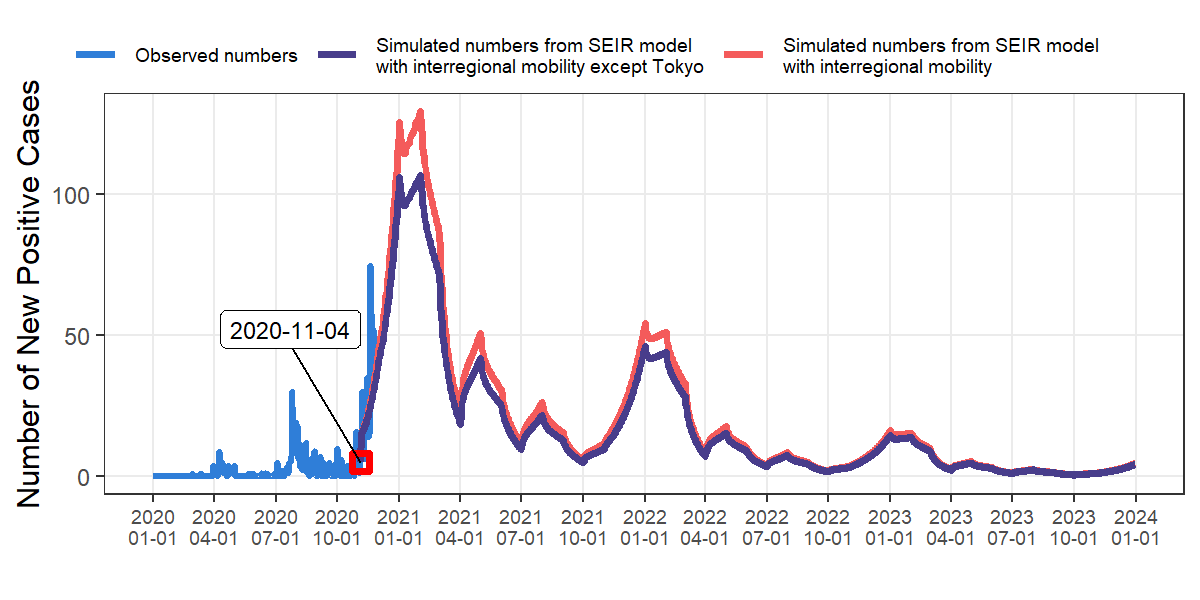 Observed numbers
Simulated numbers from SEIR model
with interregional mobility except Tokyo
Simulated numbers from SEIR model
with interregional mobility
Number of New Positive Cases
100
50
0
2020-11-04
2020 2020 2020 2020 2021 2021 2021 2021 2022 2022 2022 2022 2023 2023 2023 2023 2024
01-01 04-01 07-01 10-01 01-01 04-01 07-01 10-01 01-01 04-01 07-01 10-01 01-01 04-01 07-01 10-01 01-01